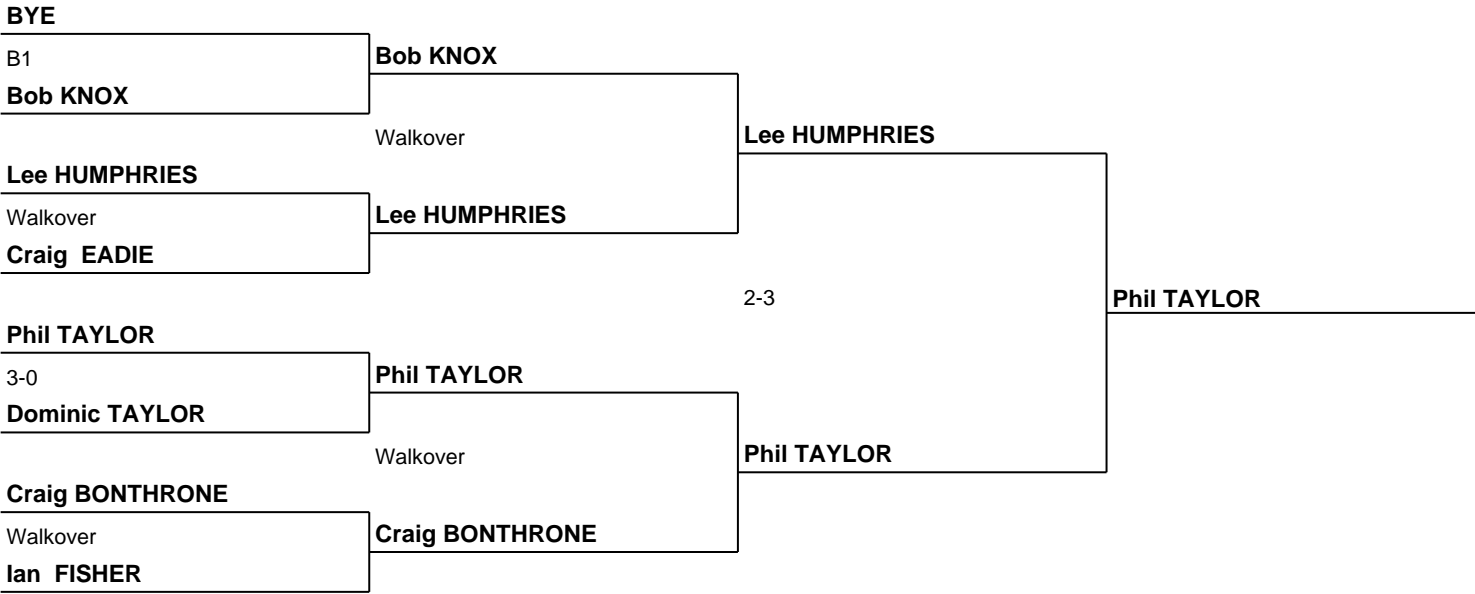 BYE
B1
Bob KNOX
Bob KNOX
Walkover
Lee HUMPHRIES
Lee HUMPHRIES
Walkover
Lee HUMPHRIES
Craig  EADIE
2-3
Phil TAYLOR
Phil TAYLOR
3-0
Phil TAYLOR
Dominic TAYLOR
Walkover
Phil TAYLOR
Craig BONTHRONE
Walkover
Craig BONTHRONE
Ian  FISHER